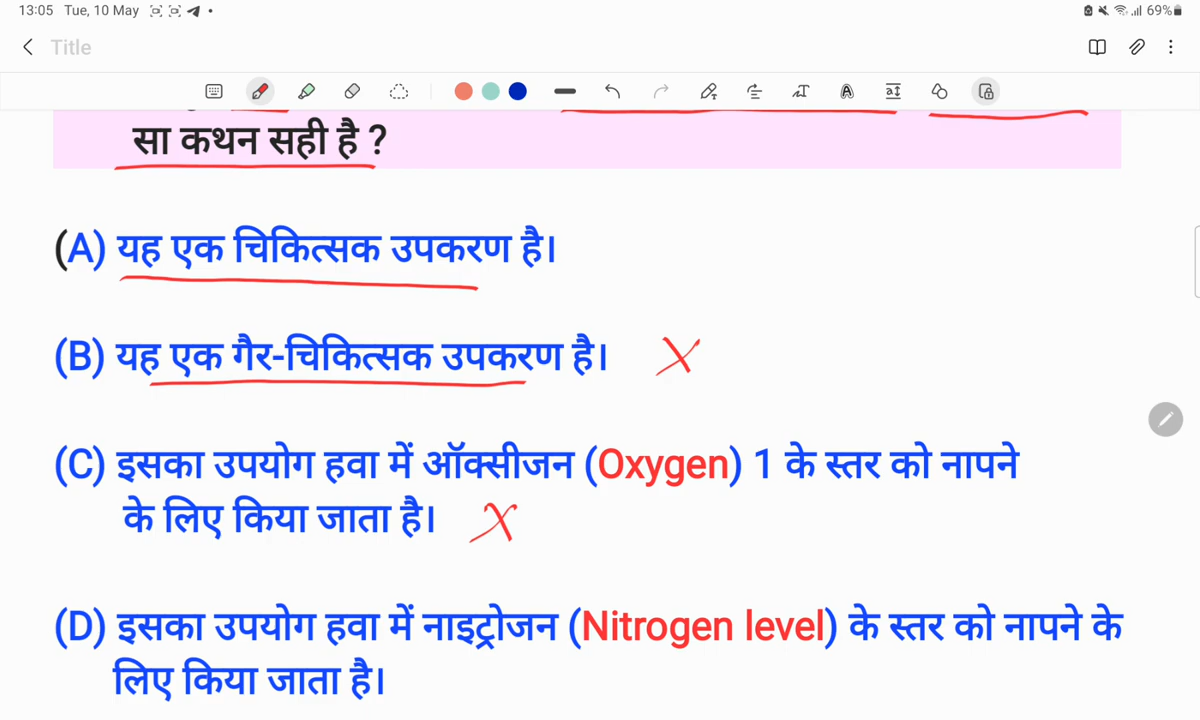 13:05 Tue, 10 May 69%
Title
सा कथन सही है ?
(A) यह एक चिकित्सक उपकरण है।
(B) यह एक गैर-चिकित्सक उपकरण है। X
(C) इसका उपयोग हवा में ऑक्सीजन (Oxygen) 1 के स्तर को नापने
के लिए किया जाता है। X
(D) इसका उपयोग हवा में नाइट्रोजन (Nitrogen level) के स्तर को नापने के
लिए किया जाता है।